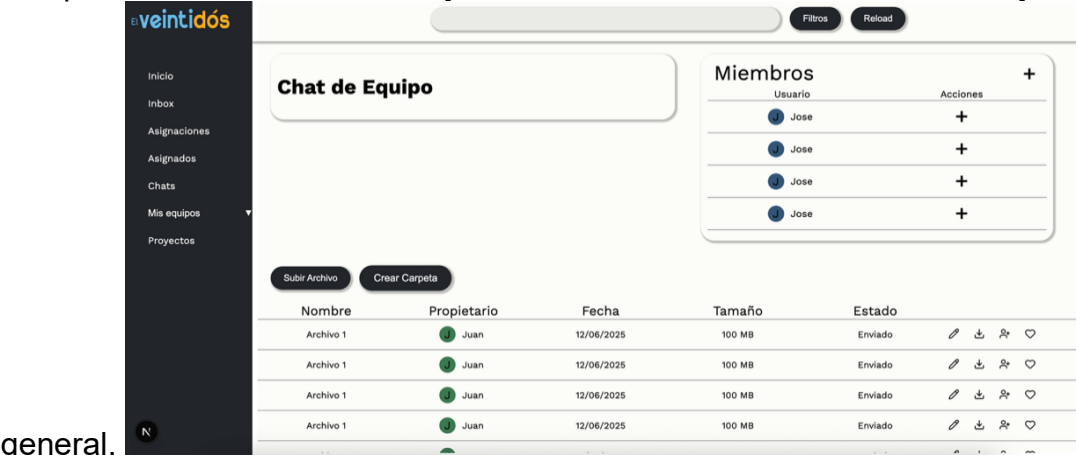 El veintidós
Filtros
Reload
Inicio
Inbox
Asignaciones
Asignados
Chats
Mis equipos
Proyectos
Chat de Equipo
Miembros +
Usuario Acciones
J Jose +
J Jose +
J Jose +
J Jose +
Subir Archivo
Crear Carpeta
Nombre Propietario Fecha Tamaño Estado
Archivo 1 J Juan 12/06/2025 100 MB Enviado
Archivo 1 J Juan 12/06/2025 100 MB Enviado
Archivo 1 J Juan 12/06/2025 100 MB Enviado
Archivo 1 J Juan 12/06/2025 100 MB Enviado
N
general.